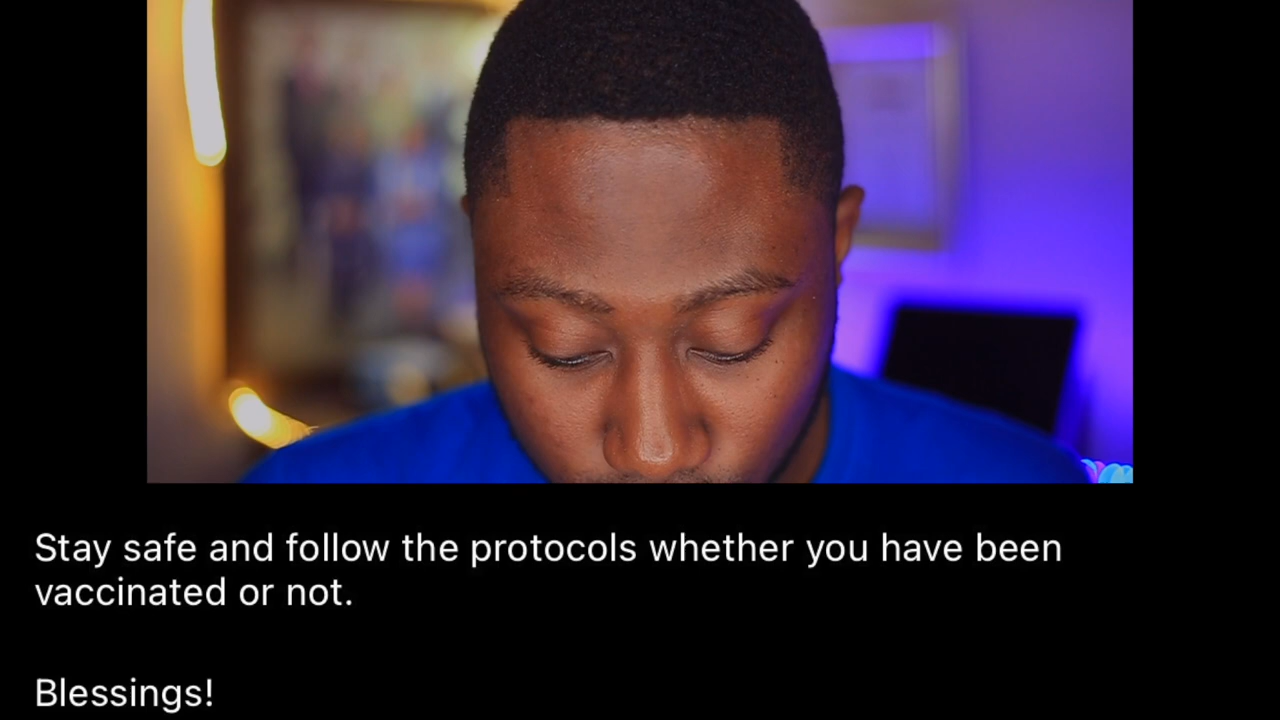 Stay safe and follow the protocols whether you have been
vaccinated or not.
Blessings!